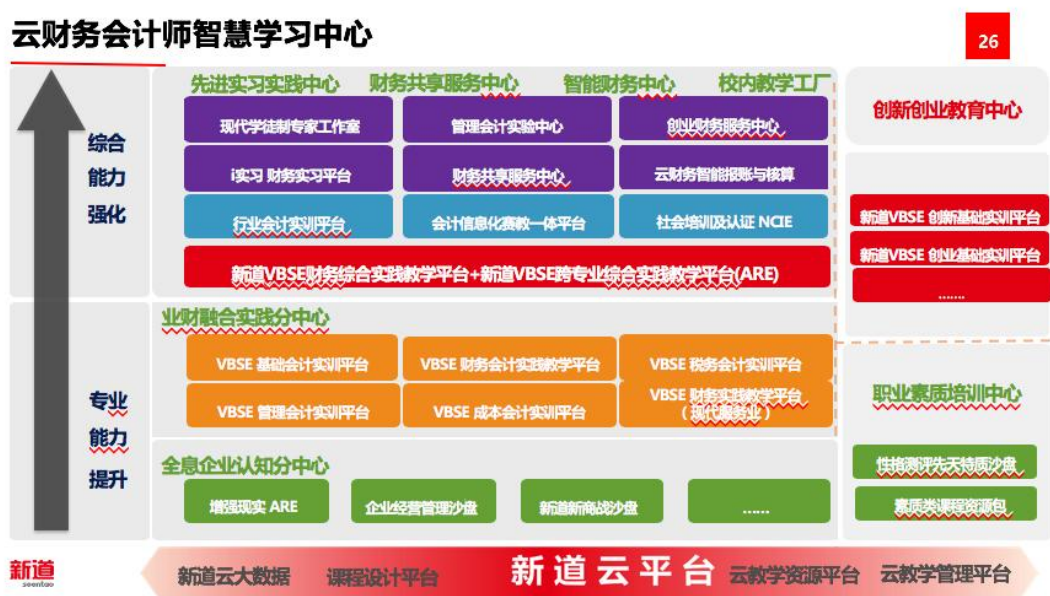 云财务会计师智慧学习中心
26
综合
能力
强化
先进实习实践中心 财务共享服务中心 智能财务中心 校内教学工厂
现代学徒制专家工作室 管理会计实验中心 创业财务服务中心
i实习 财务实习平台 财务共享服务中心 云财务智能报账与核算
行业会计实训平台 会计信息化赛教一体平台 社会培训及认证 NCIE
新道VBSE财务综合实践教学平台+新道VBSE跨专业综合实践教学平台(ARE)
创新创业教育中心
新道VBSE 创新基础实训平台
新道VBSE 创业基础实训平台
.......
专业
能力
提升
业财融合实践分中心
VBSE 基础会计实训平台 VBSE 财务会计实践教学平台 VBSE 税务会计实训平台
VBSE 管理会计实训平台 VBSE 成本会计实训平台 VBSE 财务实践教学平台
（现代服务业）
全息企业认知分中心
增强现实 ARE 企业经营管理沙盘 新道新商战沙盘 ......
职业素质培训中心
性格测评先天特质沙盘
素质类课程资源包
新道
seentao
新道云大数据 课程设计平台 新道云平台 云教学资源平台 云教学管理平台